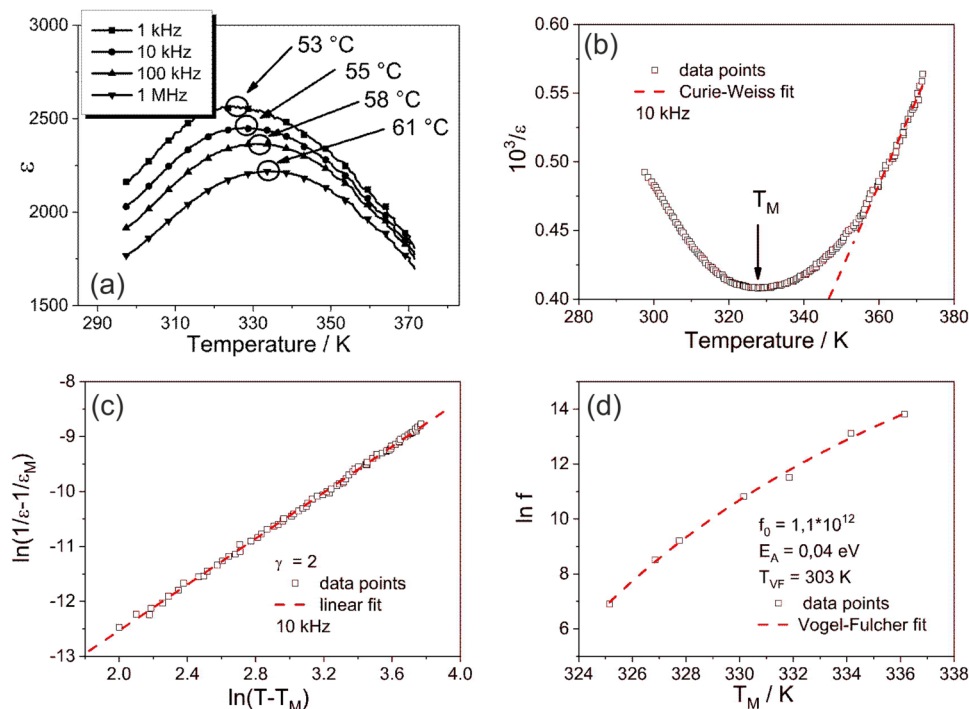 (a)
3000
2500
2000
1500
ε
1 kHz
10 kHz
100 kHz
1 MHz
53 °C
55 °C
58 °C
61 °C
290
310
330
350
370
Temperature / K
(b)
0.60
0.55
0.50
0.45
0.40
10³/ε
data points
Curie-Weiss fit
10 kHz
T_M
280
300
320
340
360
380
Temperature / K
(c)
-8
-9
-10
-11
-12
-13
ln(1/ε-1/ε_M)
γ = 2
data points
linear fit
10 kHz
2.0
2.4
2.8
3.2
3.6
4.0
ln(T-T_M)
(d)
14
12
10
8
6
ln f
f₀ = 1,1*10¹²
E_A = 0,04 eV
T_VF = 303 K
data points
Vogel-Fulcher fit
324
326
328
330
332
334
336
338
T_M / K